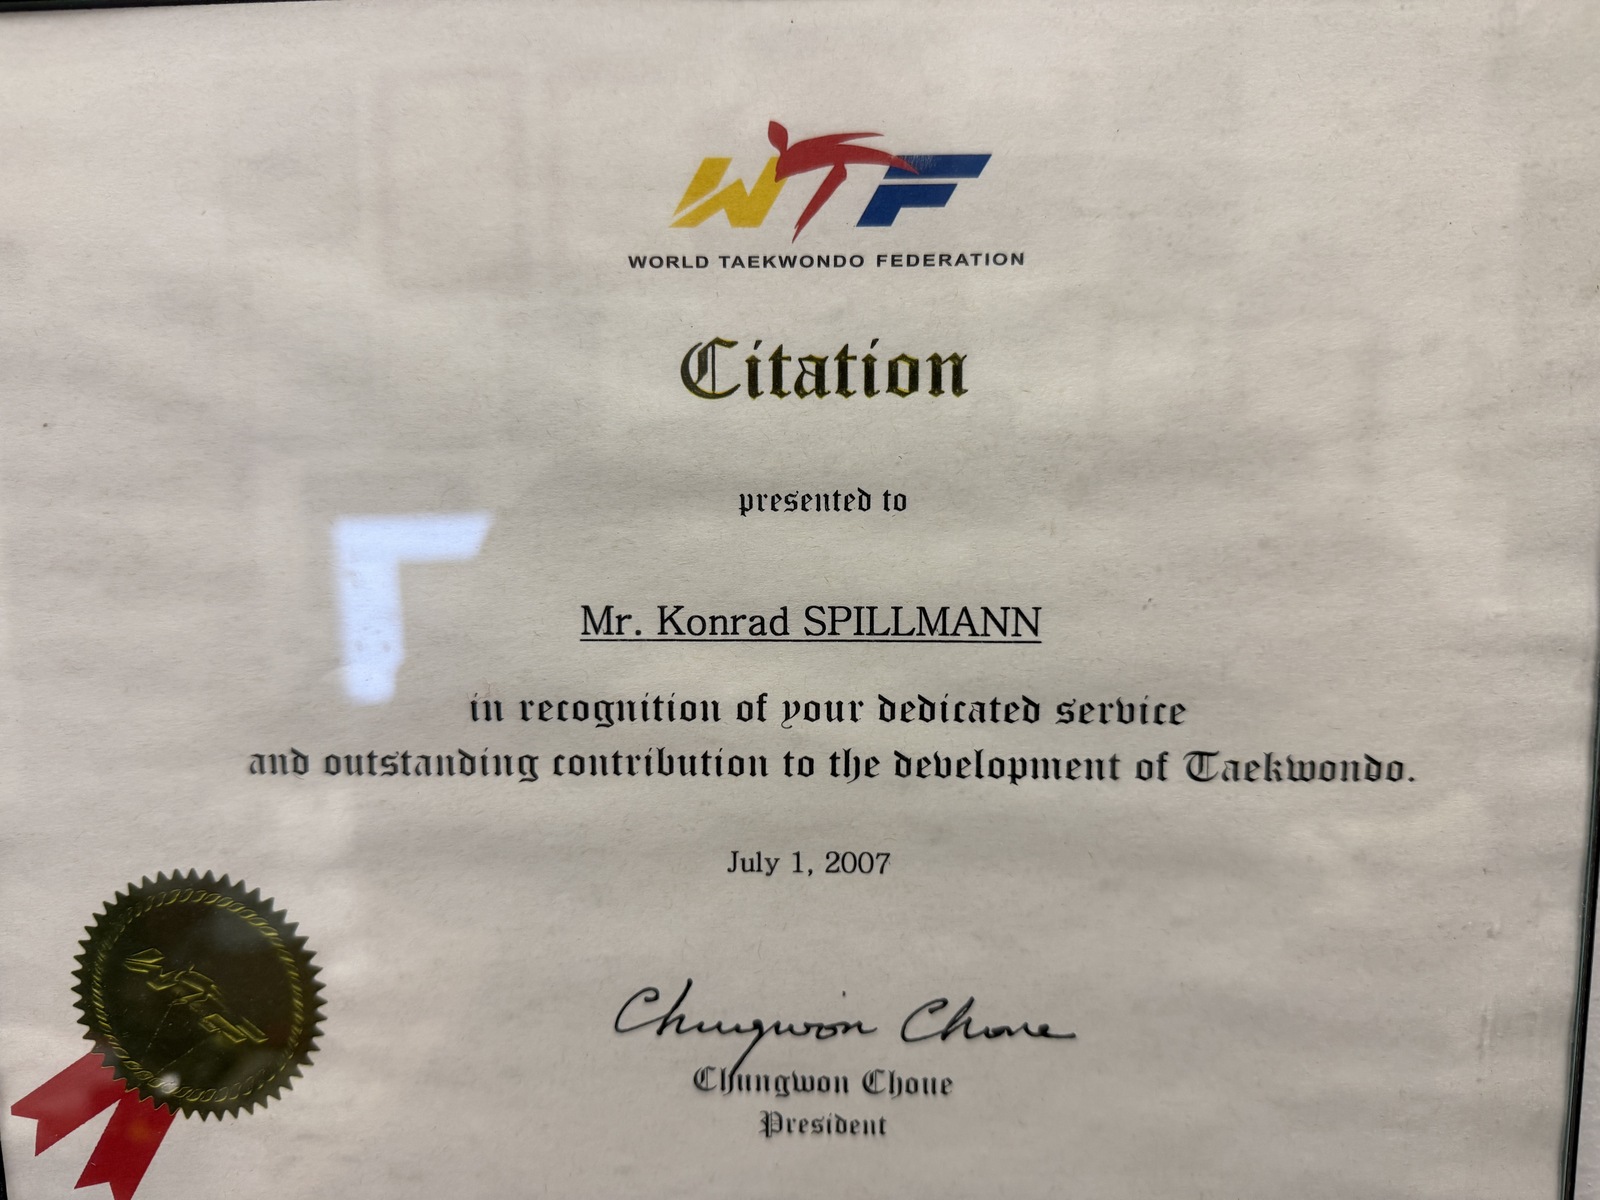 WTF
WORLD TAEKWONDO FEDERATION
Citation
presented to
Mr. Konrad SPILLMANN
in recognition of your dedicated service
and outstanding contribution to the development of Taekwondo.
July 1, 2007
Chungwon Choue
Chungwon Choue
President
WTF